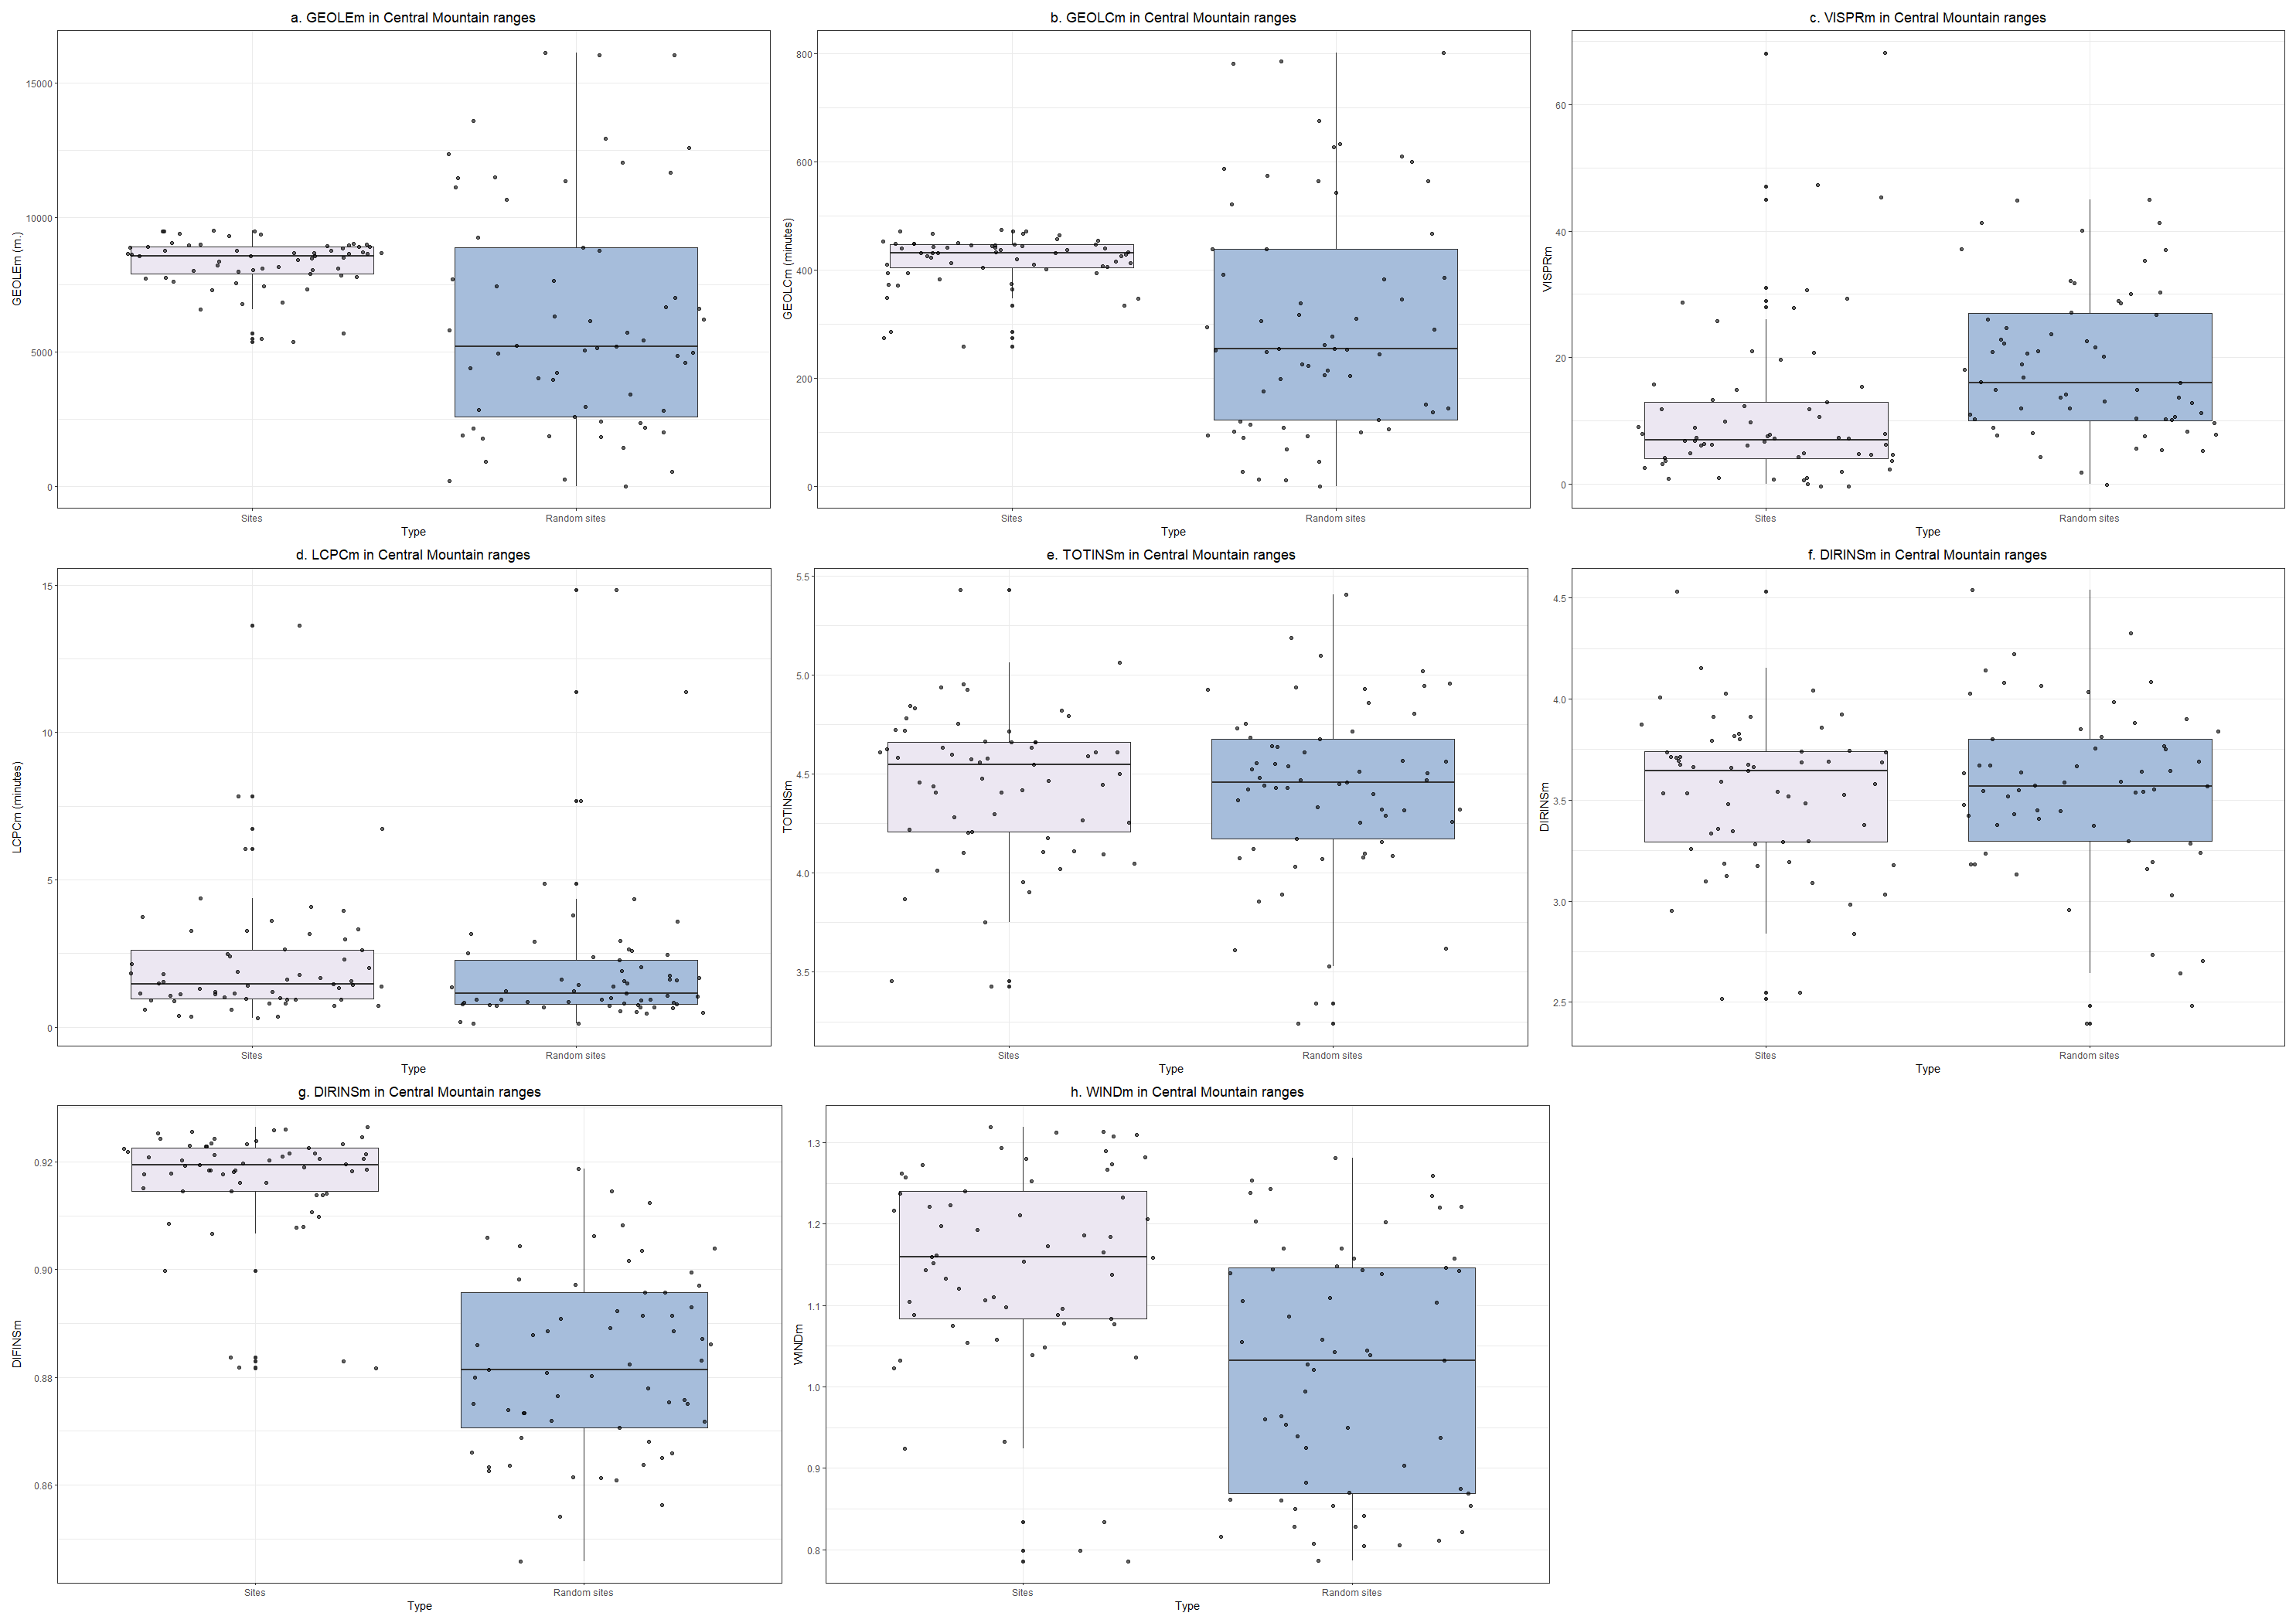 a. GEOLEm in Central Mountain ranges
GEOLEm (m.)
15000
10000
5000
0
Sites
Random sites
Type
b. GEOLCm in Central Mountain ranges
GEOLCm (minutes)
800
600
400
200
0
Sites
Random sites
Type
c. VISPRm in Central Mountain ranges
VISPRm
60
40
20
0
Sites
Random sites
Type
d. LCPCm in Central Mountain ranges
LCPCm (minutes)
15
10
5
0
Sites
Random sites
Type
e. TOTINSm in Central Mountain ranges
TOTINSm
5.5
5.0
4.5
4.0
3.5
Sites
Random sites
Type
f. DIRINSm in Central Mountain ranges
DIRINSm
4.5
4.0
3.5
3.0
2.5
Sites
Random sites
Type
g. DIRINSm in Central Mountain ranges
DIFINSm
0.92
0.90
0.88
0.86
Sites
Random sites
Type
h. WINDm in Central Mountain ranges
WINDm
1.3
1.2
1.1
1.0
0.9
0.8
Sites
Random sites
Type